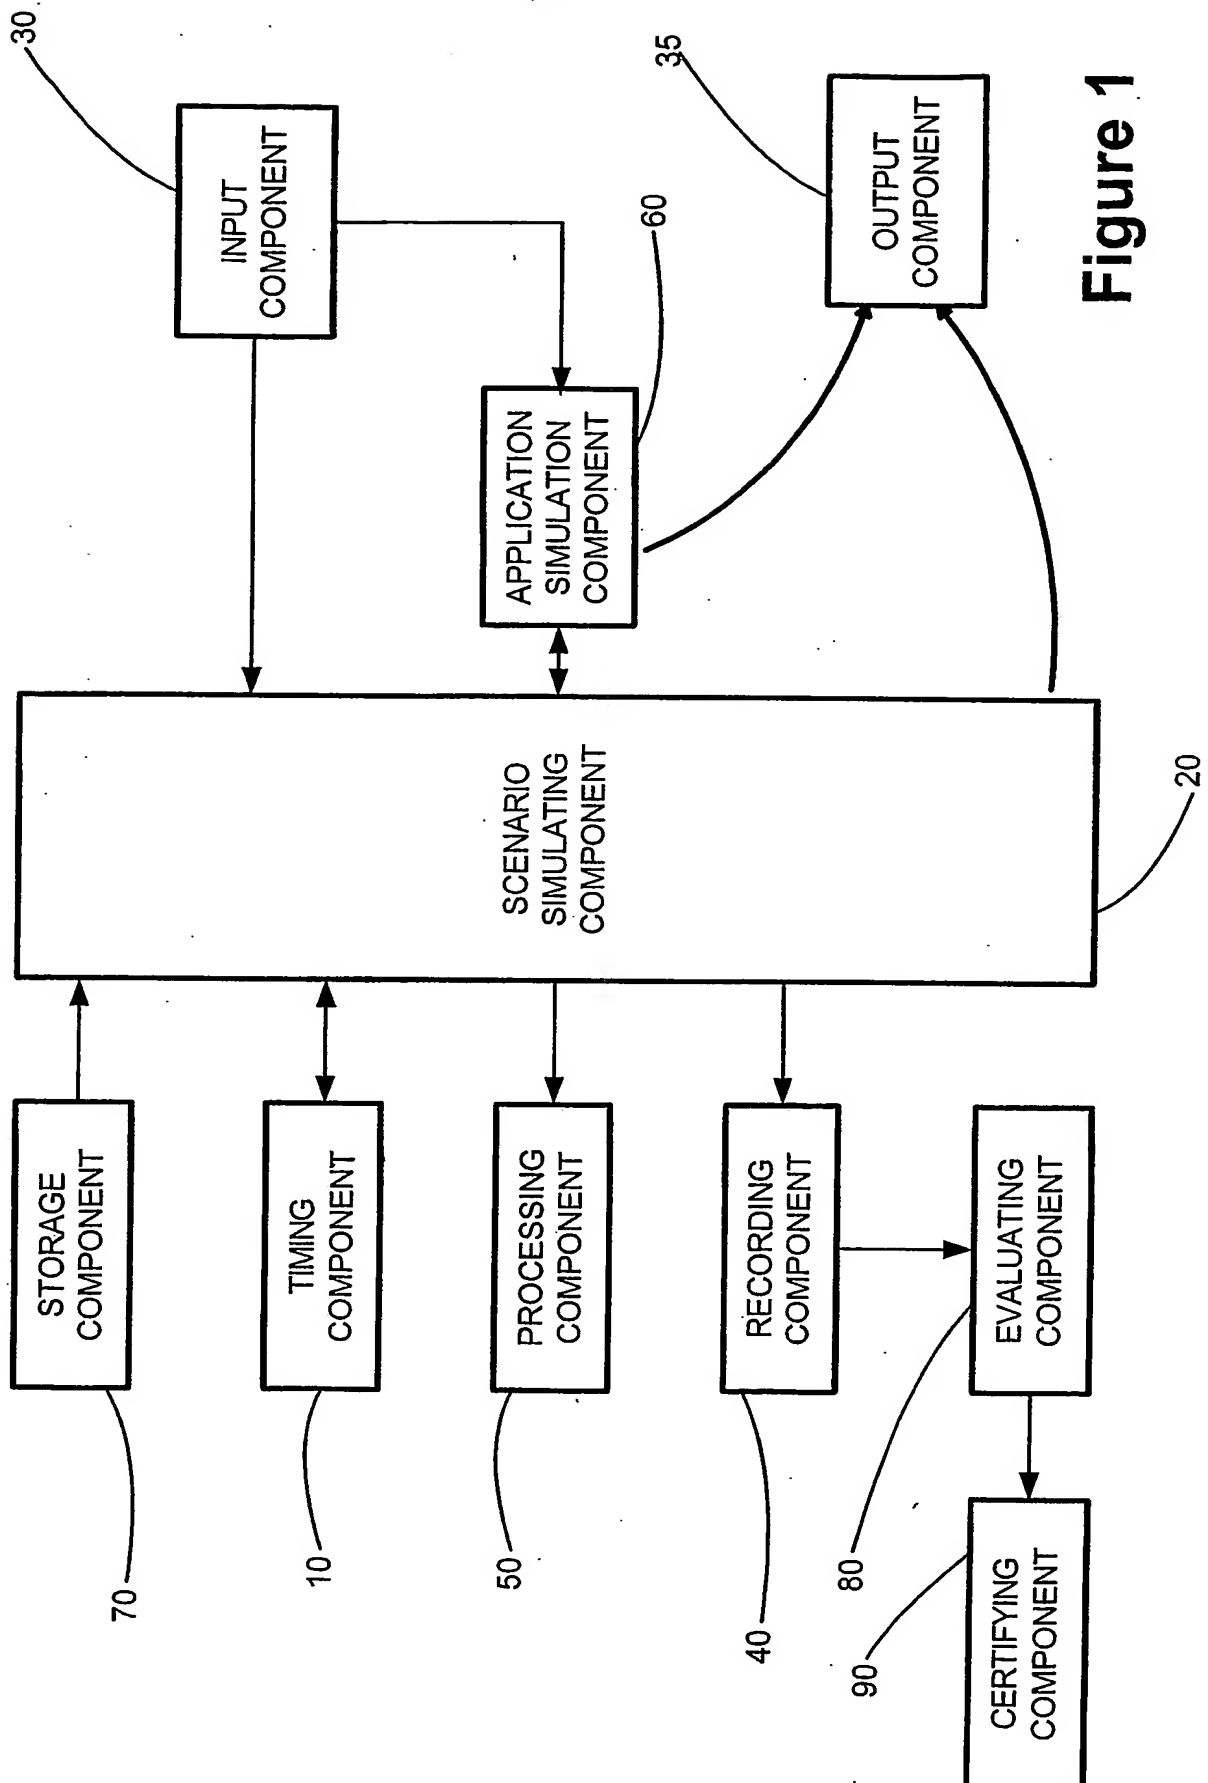 70
STORAGE
COMPONENT
10
TIMING
COMPONENT
50
PROCESSING
COMPONENT
40
RECORDING
COMPONENT
80
EVALUATING
COMPONENT
90
CERTIFYING
COMPONENT
SCENARIO
SIMULATING
COMPONENT
20
30
INPUT
COMPONENT
APPLICATION
SIMULATION
COMPONENT
60
35
OUTPUT
COMPONENT
Figure 1